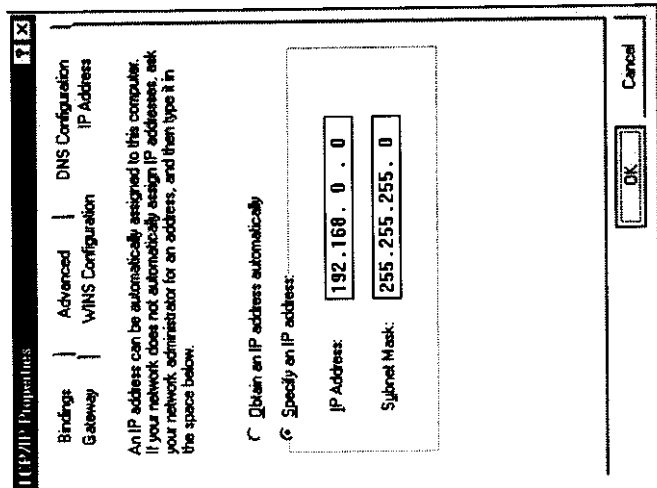 TCP/IP Properties
Bindings Advanced DNS Configuration
Gateway WINS Configuration IP Address
An IP address can be automatically assigned to this computer.
If your network does not automatically assign IP addresses, ask
your network administrator for an address, and then type it in
the space below.
Obtain an IP address automatically
Specify an IP address:
IP Address: 192.168. 0 . 0
Subnet Mask: 255.255.255. 0
OK Cancel